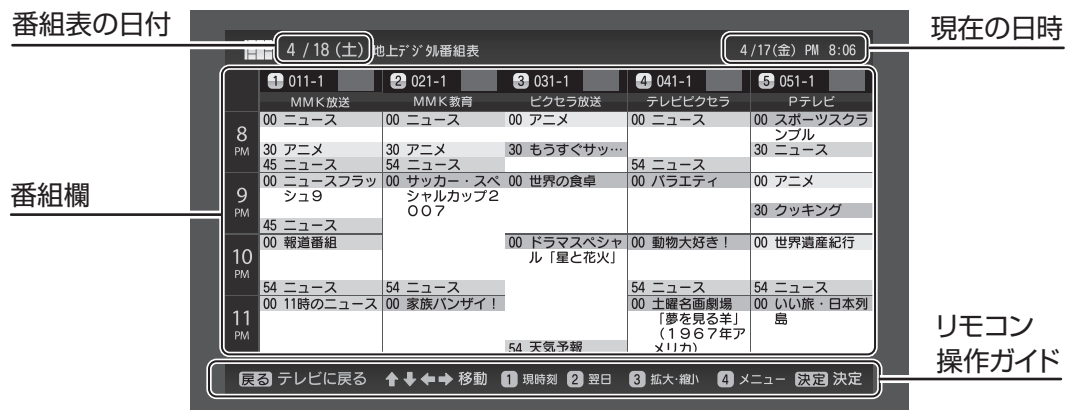 番組表の日付
現在の日時
4 /18 (土) 地上デジタル番組表
4/17(金) PM 8:06
1 011-1
2 021-1
3 031-1
4 041-1
5 051-1
MMK放送
MMK教育
ピクセラ放送
テレビピクセラ
Pテレビ
番組欄
8
PM
00 ニュース
30 アニメ
45 ニュース
00 ニュース
30 アニメ
54 ニュース
00 アニメ
30 もうすぐサッ…
00 ニュース
54 ニュース
00 スポーツスクラ
ンブル
30 ニュース
9
PM
00 ニュースフラッ
シュ9
45 ニュース
00 サッカー・スペ
シャルカップ2
007
00 世界の食卓
00 バラエティ
00 アニメ
30 クッキング
10
PM
00 報道番組
54 ニュース
54 ニュース
00 ドラマスペシャ
ル「星と花火」
00 動物大好き!
54 ニュース
00 世界遺産紀行
54 ニュース
11
PM
00 11時のニュース
00 家族バンザイ!
54 天気予報
00 土曜名画劇場
「夢を見る羊」
(1967年ア
メリカ)
00 いい旅・日本列
島
リモコン
操作ガイド
戻る テレビに戻る ↑↓←→ 移動 1 現時刻 2 翌日 3 拡大・縮小 4 メニュー 決定 決定